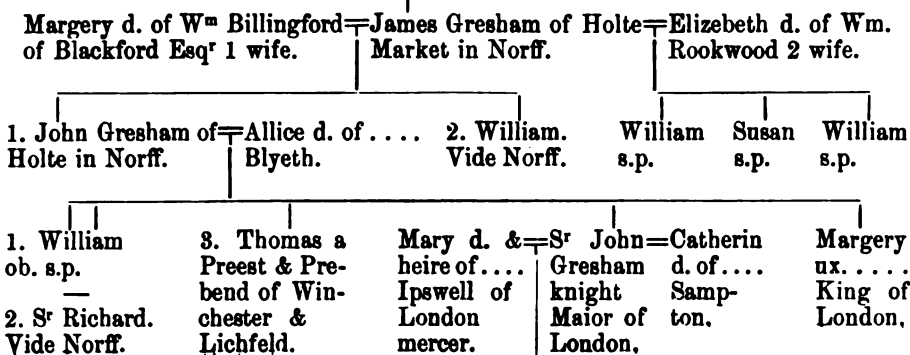 Margery d. of Wᵐ Billingford James Gresham of Holte Elizebeth d. of Wm.
of Blackford Esqʳ 1 wife. Market in Norff. Rookwood 2 wife.
1. John Gresham of Allice d. of . . . . 2. William. William Susan William
Holte in Norff. Blyeth. Vide Norff. s.p. s.p. s.p.
1. William 3. Thomas a Mary d. & Sʳ John Catherin Margery
ob. s.p. Preest & Pre- heire of . . . . Gresham d. of . . . . ux. . . . .
bend of Win- Ipswell of knight Samp- King of
2. Sʳ Richard. chester & London Maior of ton. London.
Vide Norff. Lichfeld. mercer. London.